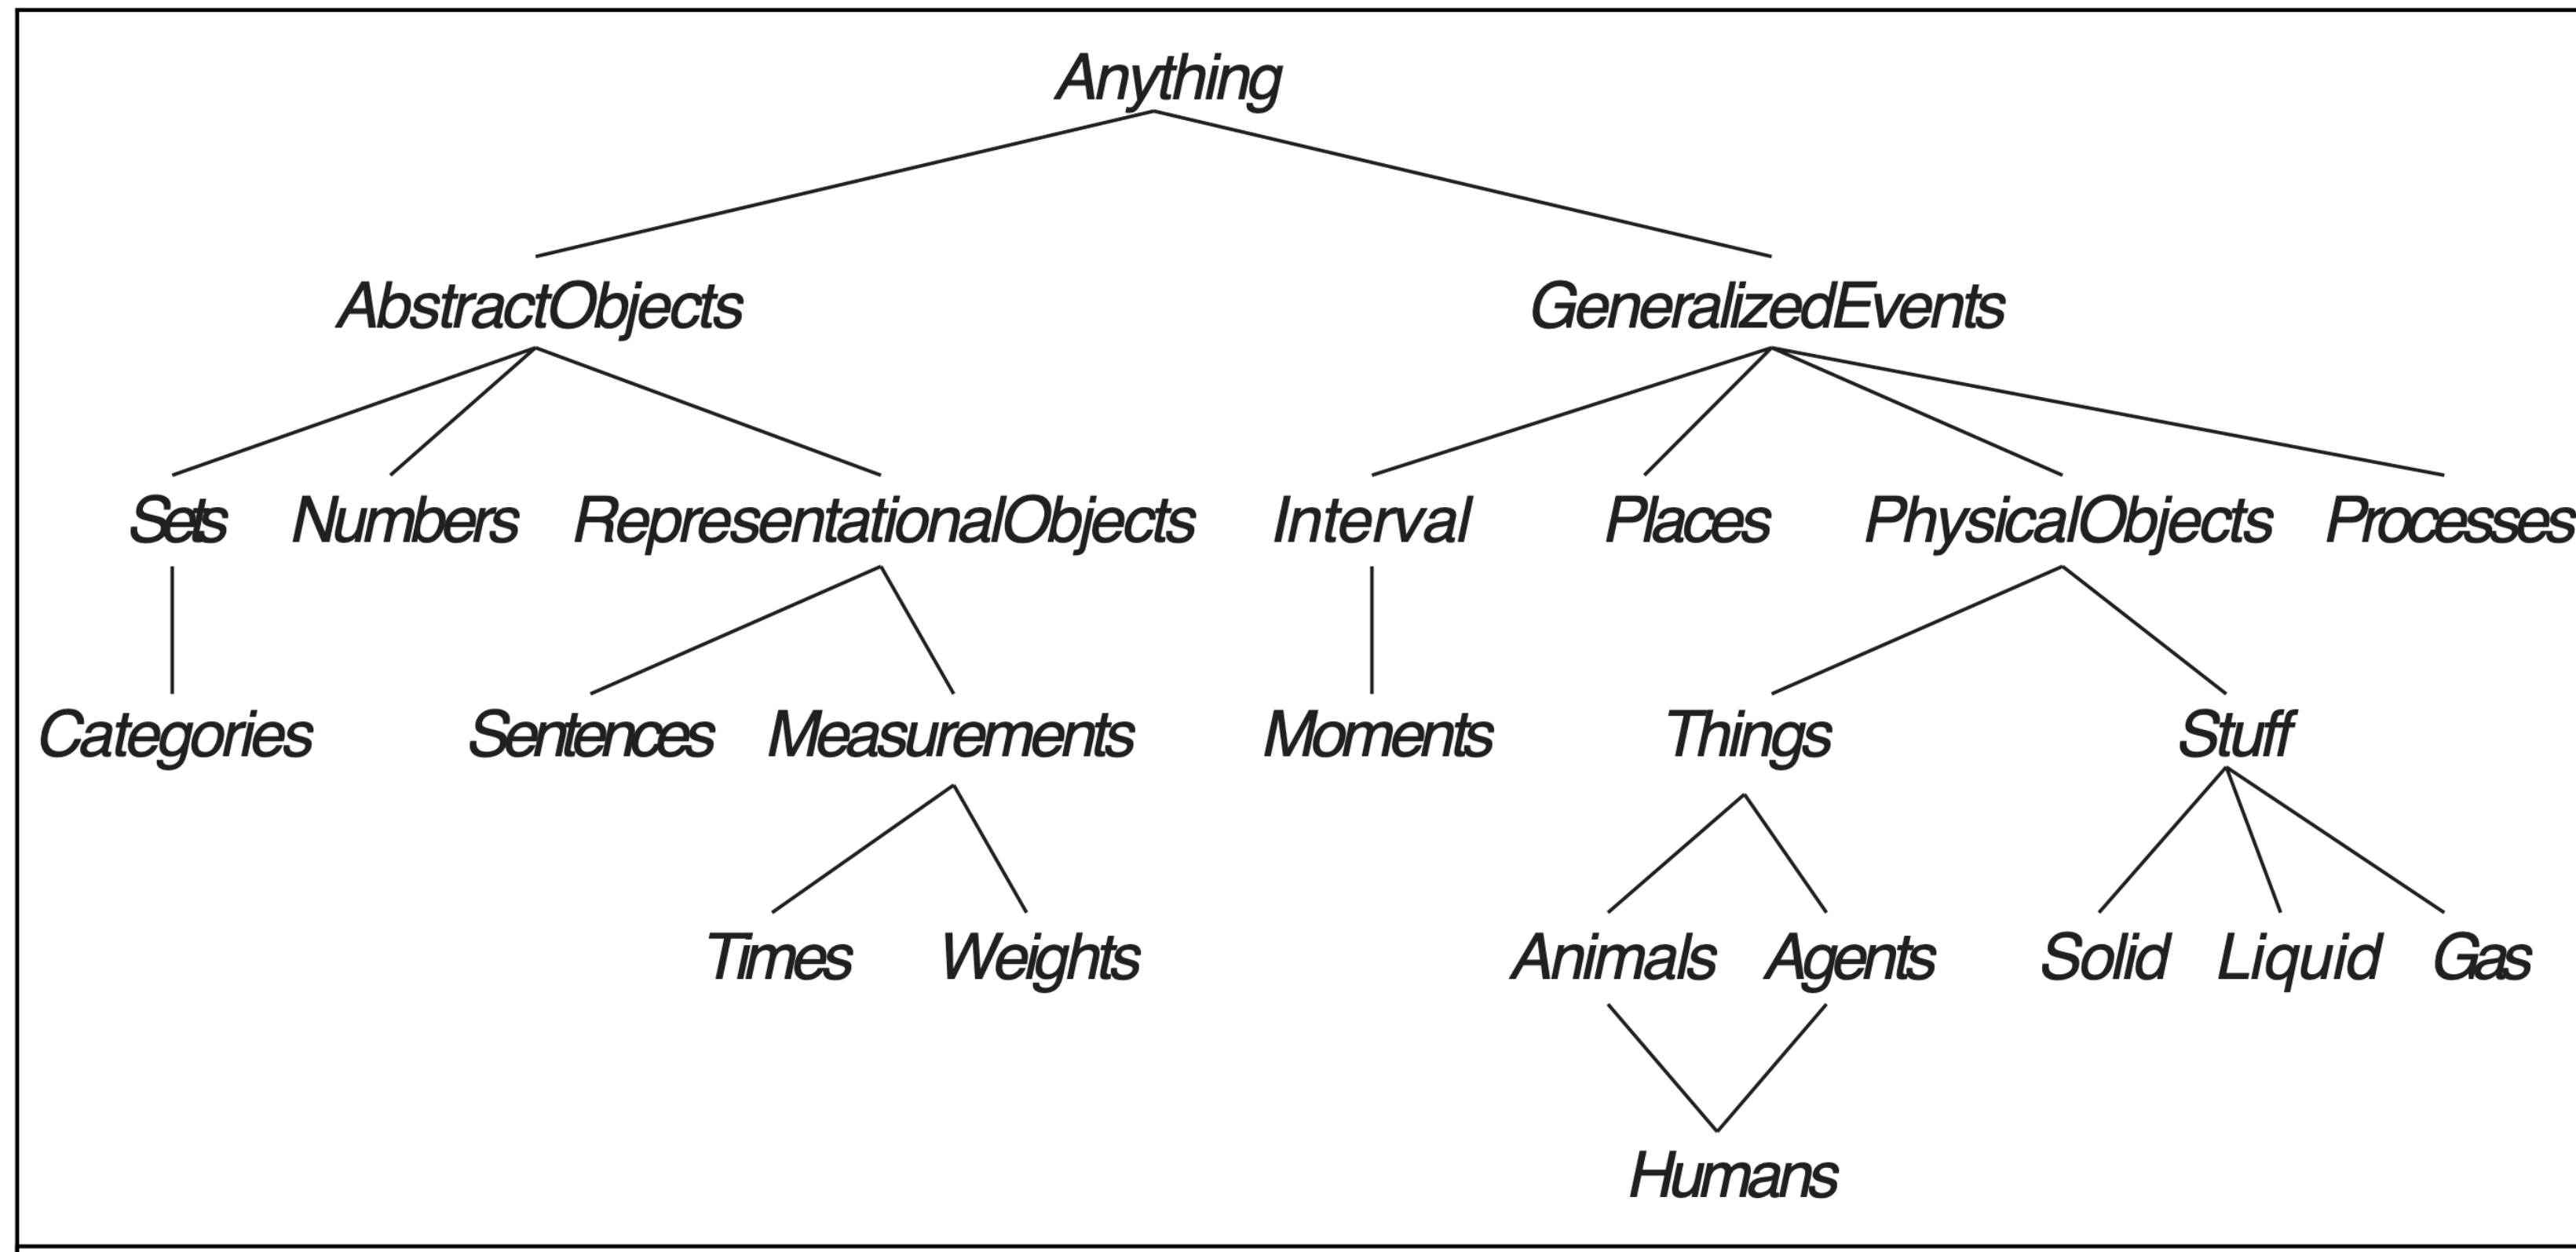 Anything
AbstractObjects GeneralizedEvents
Sets Numbers RepresentationalObjects Interval Places PhysicalObjects Processes
Categories Sentences Measurements Moments Things Stuff
Times Weights Animals Agents Solid Liquid Gas
Humans